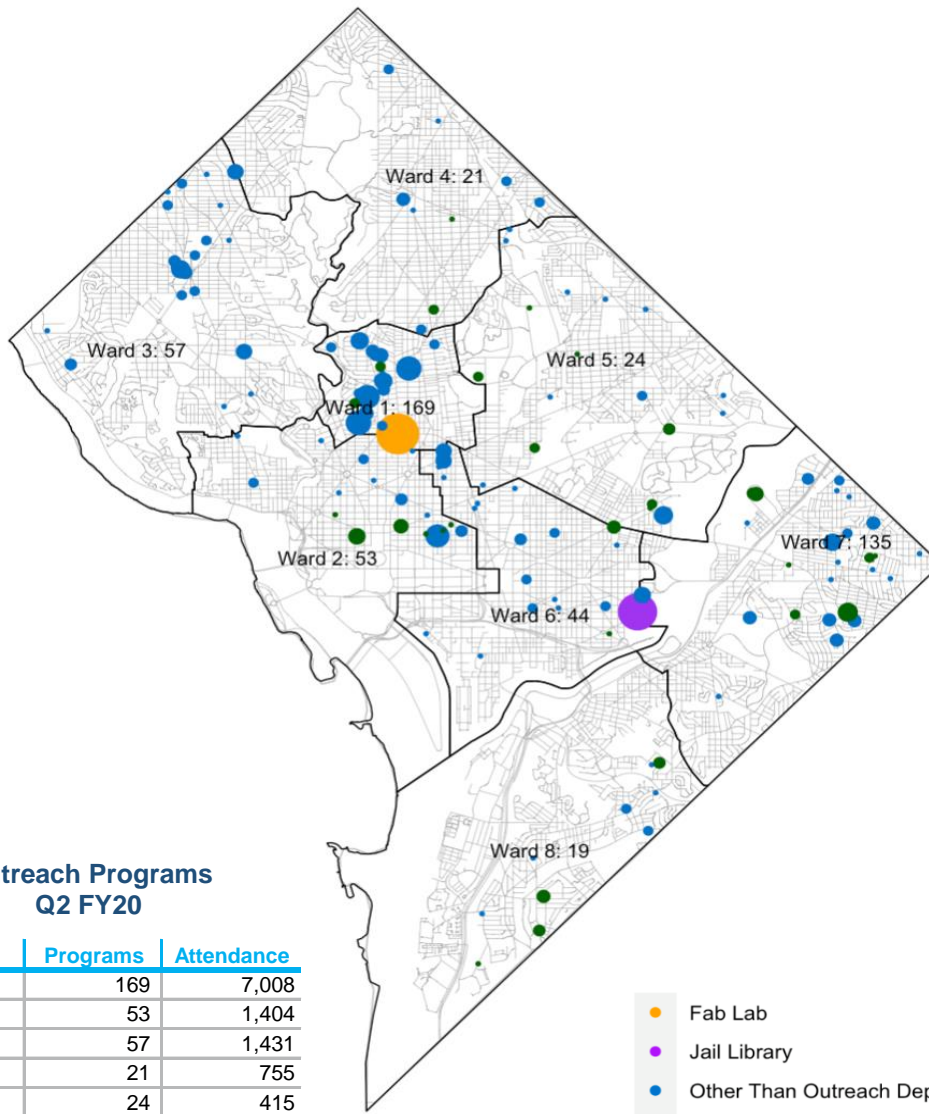 Ward 4: 21
Ward 3: 57
Ward 5: 24
Ward 1: 169
Ward 2: 53
Ward 7: 135
Ward 6: 44
Ward 8: 19
treach Programs
Q2 FY20
Programs Attendance
169 7,008
53 1,404
57 1,431
21 755
24 415
Fab Lab
Jail Library
Other Than Outreach Dep